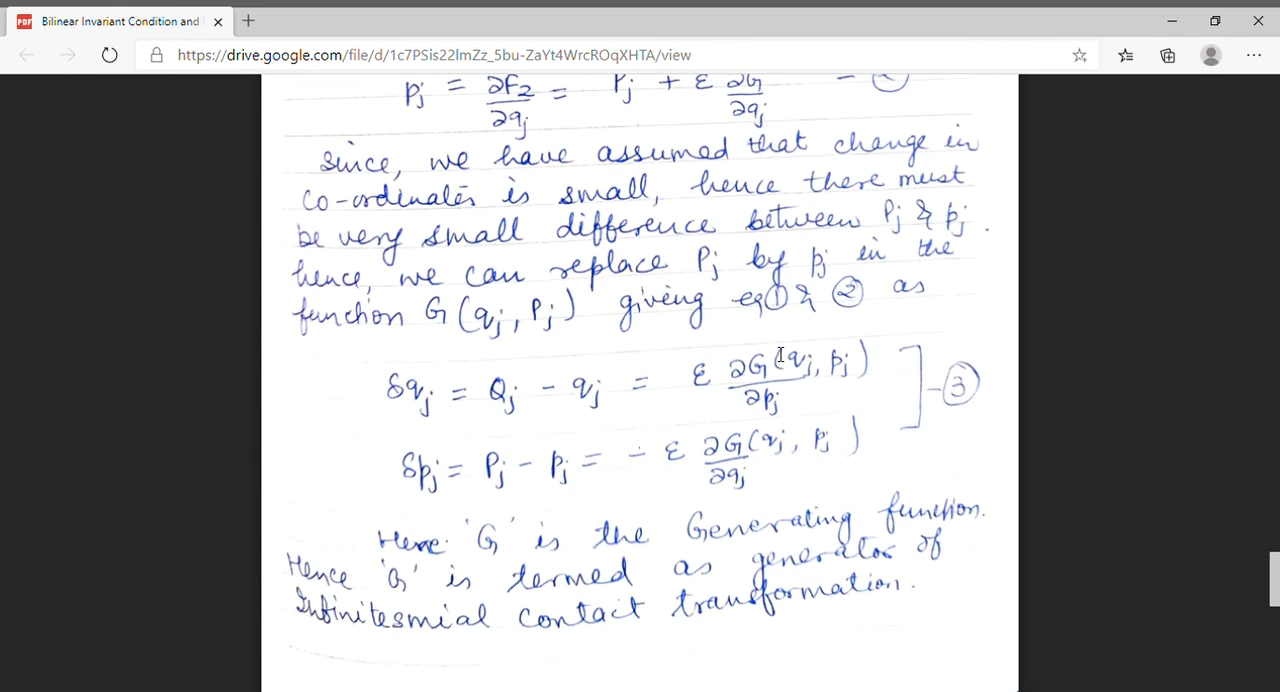 Bilinear Invariant Condition and
https://drive.google.com/file/d/1c7PSis22lmZz_5bu-ZaYt4WrcROqXHTA/view
pj = ∂F2/∂qj = Pj + ε ∂G/∂qj - ②
Since, we have assumed that change in
co-ordinates is small, hence there must
be very small difference between Pj & pj.
hence, we can replace Pj by pj in the
function G(qj, Pj) giving eq ① & ② as
δqj = Qj - qj = ε ∂G(qj, pj)/∂pj
] - ③
δpj = Pj - pj = - ε ∂G(qj, pj)/∂qj
Here 'G' is the Generating function.
Hence 'G' is termed as generator of
Infinitesmial contact transformation.